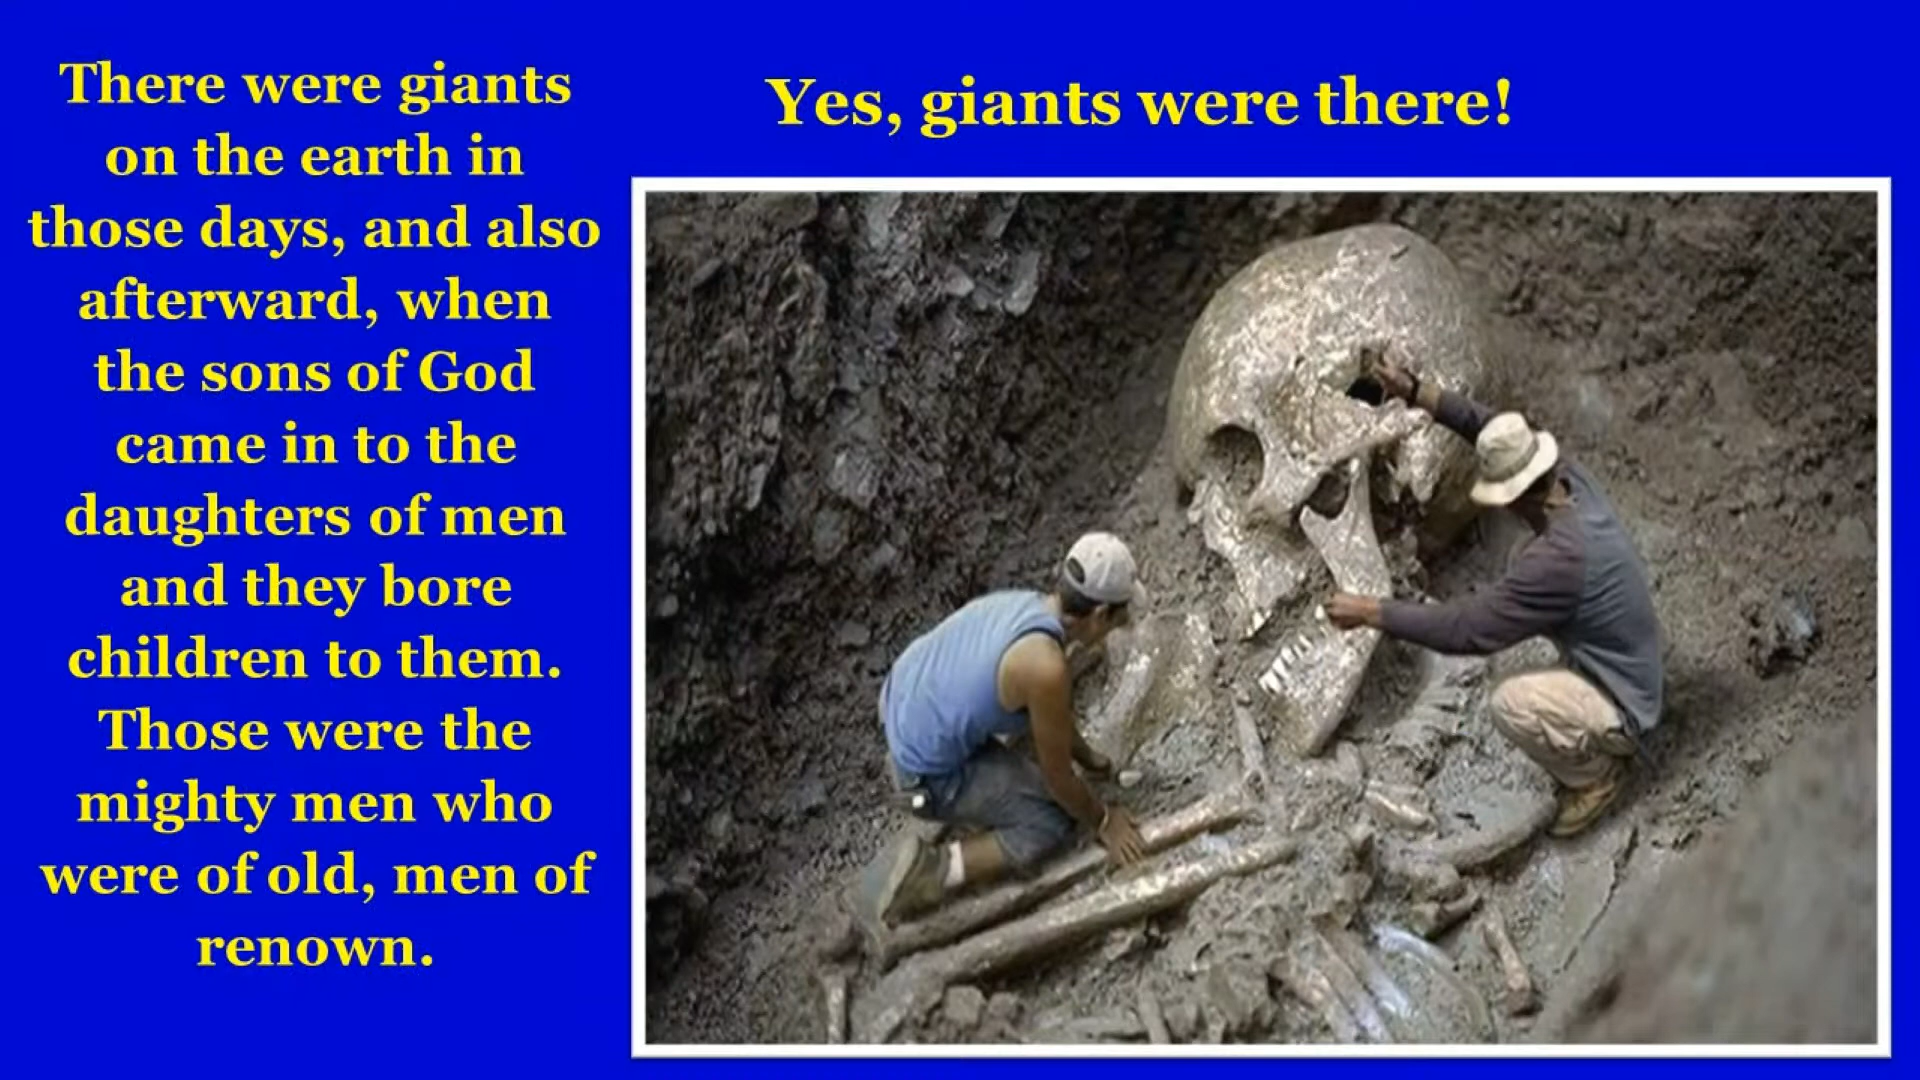 There were giants
on the earth in
those days, and also
afterward, when
the sons of God
came in to the
daughters of men
and they bore
children to them.
Those were the
mighty men who
were of old, men of
renown.
Yes, giants were there!